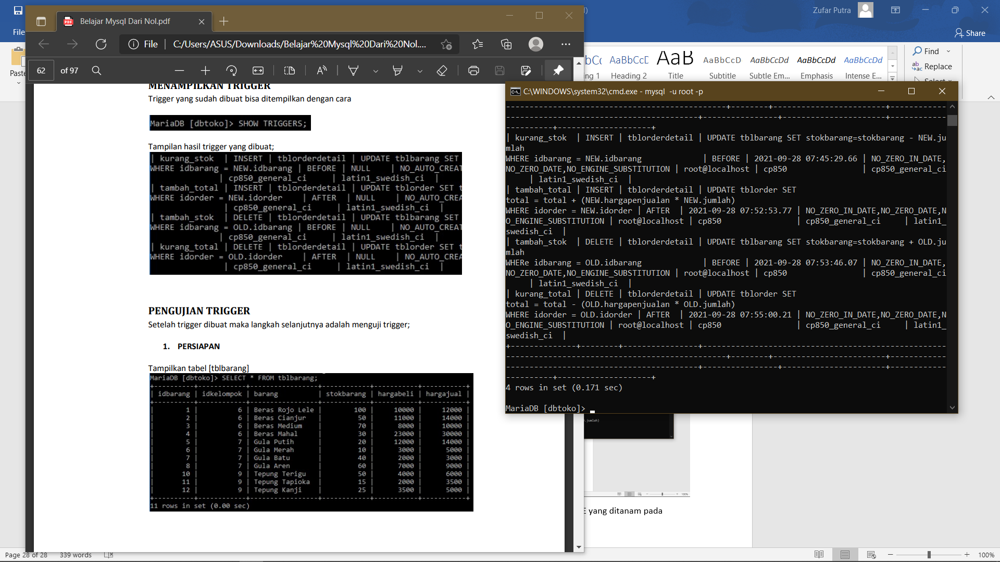 Zufar Putra
File
Share
Belajar Mysql Dari Nol.pdf
File
C:/Users/ASUS/Downloads/Belajar%20Mysql%20Dari%20Nol....
62 of 97
Paste
AaBbCcD AaB AaBbCcD AaBbCcDd AaBbCcDd AaBbCcDd
ing 1 Heading 2 Title Subtitle Subtle Em... Emphasis Intense E...
Find
Replace
Select
MENAMPILKAN TRIGGER
Trigger yang sudah dibuat bisa ditempilkan dengan cara
MariaDB [dbtoko]> SHOW TRIGGERS;
Tampilan hasil trigger yang dibuat;
| kurang_stok | INSERT | tblorderdetail | UPDATE tblbarang SET
WHERE idbarang = NEW.idbarang | BEFORE | NULL | NO_AUTO_CREAT
| cp850_general_ci | latin1_swedish_ci |
| tambah_total | INSERT | tblorderdetail | UPDATE tblorder SET t
WHERE idorder = NEW.idorder | AFTER | NULL | NO_AUTO_CREA
| cp850_general_ci | latin1_swedish_ci |
| tambah_stok | DELETE | tblorderdetail | UPDATE tblbarang SET
WHERE idbarang = OLD.idbarang | BEFORE | NULL | NO_AUTO_CREAT
| cp850_general_ci | latin1_swedish_ci |
| kurang_total | DELETE | tblorderdetail | UPDATE tblorder SET t
WHERE idorder = OLD.idorder | AFTER | NULL | NO_AUTO_CREA
| cp850_general_ci | latin1_swedish_ci |
PENGUJIAN TRIGGER
Setelah trigger dibuat maka langkah selanjutnya adalah menguji trigger;
1. PERSIAPAN
Tampilkan tabel [tblbarang]
MariaDB [dbtoko]> SELECT * FROM tblbarang;
| idbarang | idkelompok | barang | stokbarang | hargabeli | hargajual |
| 1 | 6 | Beras Rojo Lele | 100 | 10000 | 12000 |
| 2 | 6 | Beras Cianjur | 50 | 11000 | 14000 |
| 3 | 6 | Beras Medium | 70 | 8000 | 10000 |
| 4 | 6 | Beras Mahal | 30 | 23000 | 30000 |
| 5 | 7 | Gula Putih | 20 | 12000 | 14000 |
| 6 | 7 | Gula Merah | 10 | 3000 | 5000 |
| 7 | 7 | Gula Batu | 40 | 2000 | 3000 |
| 8 | 7 | Gula Aren | 60 | 7000 | 9000 |
| 10 | 9 | Tepung Terigu | 50 | 4000 | 6000 |
| 11 | 9 | Tepung Tapioka | 15 | 2000 | 3500 |
| 12 | 9 | Tepung Kanji | 25 | 3500 | 5000 |
11 rows in set (0.00 sec)
C:\WINDOWS\system32\cmd.exe - mysql -u root -p
| kurang_stok | INSERT | tblorderdetail | UPDATE tblbarang SET stokbarang=stokbarang - NEW.ju
mlah
WHERE idbarang = NEW.idbarang | BEFORE | 2021-09-28 07:45:29.66 | NO_ZERO_IN_DATE,
NO_ZERO_DATE,NO_ENGINE_SUBSTITUTION | root@localhost | cp850 | cp850_general_ci
| latin1_swedish_ci |
| tambah_total | INSERT | tblorderdetail | UPDATE tblorder SET
total = total + (NEW.hargapenjualan * NEW.jumlah)
WHERE idorder = NEW.idorder | AFTER | 2021-09-28 07:52:53.77 | NO_ZERO_IN_DATE,NO_ZERO_DATE,N
O_ENGINE_SUBSTITUTION | root@localhost | cp850 | cp850_general_ci | latin1_
swedish_ci |
| tambah_stok | DELETE | tblorderdetail | UPDATE tblbarang SET stokbarang=stokbarang + OLD.ju
mlah
WHERe idbarang = OLD.idbarang | BEFORE | 2021-09-28 07:53:46.07 | NO_ZERO_IN_DATE,
NO_ZERO_DATE,NO_ENGINE_SUBSTITUTION | root@localhost | cp850 | cp850_general_ci
| latin1_swedish_ci |
| kurang_total | DELETE | tblorderdetail | UPDATE tblorder SET
total = total - (OLD.hargapenjualan * OLD.jumlah)
WHERE idorder = OLD.idorder | AFTER | 2021-09-28 07:55:00.21 | NO_ZERO_IN_DATE,NO_ZERO_DATE,N
O_ENGINE_SUBSTITUTION | root@localhost | cp850 | cp850_general_ci | latin1_
swedish_ci |
4 rows in set (0.171 sec)
MariaDB [dbtoko]>
.jumlah)
100%
E yang ditanam pada
Page 28 of 28 339 words
100%